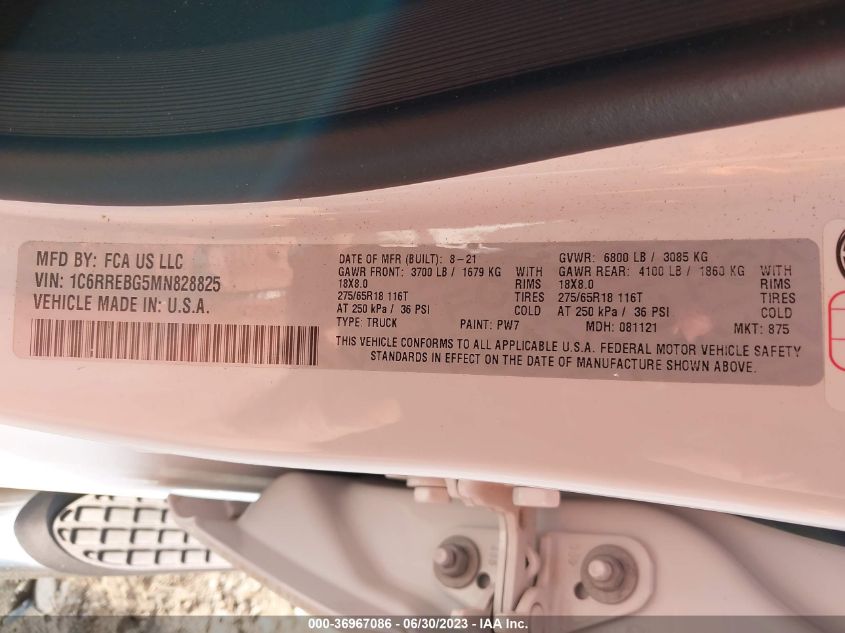 MFD BY: FCA US LLC
VIN: 1C6RREBG5MN828825
VEHICLE MADE IN: U.S.A.
DATE OF MFR (BUILT): 8-21 GVWR: 6800 LB / 3085 KG
GAWR FRONT: 3700 LB / 1679 KG WITH GAWR REAR: 4100 LB / 1860 KG WITH
18X8.0 RIMS 18X8.0 RIMS
275/65R18 116T TIRES 275/65R18 116T TIRES
AT 250 kPa / 36 PSI COLD AT 250 kPa / 36 PSI COLD
TYPE: TRUCK PAINT: PW7 MDH: 081121 MKT: 875
THIS VEHICLE CONFORMS TO ALL APPLICABLE U.S.A. FEDERAL MOTOR VEHICLE SAFETY
STANDARDS IN EFFECT ON THE DATE OF MANUFACTURE SHOWN ABOVE.
000-36967086 - 06/30/2023 - IAA Inc.